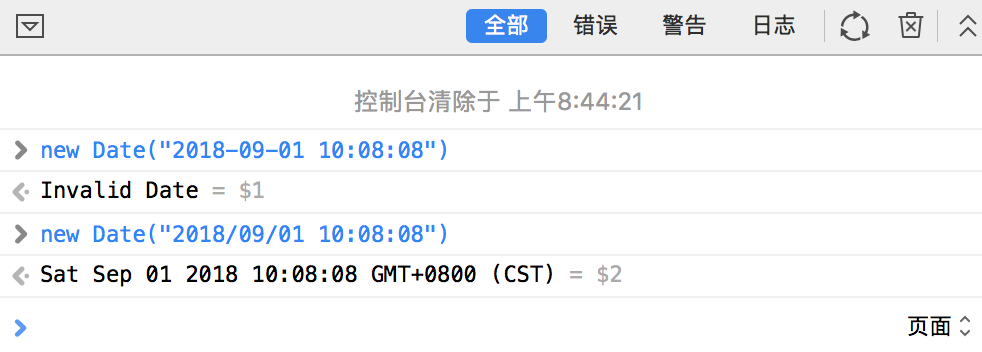 全部 错误 警告 日志
控制台清除于 上午8:44:21
new Date("2018-09-01 10:08:08")
Invalid Date = $1
new Date("2018/09/01 10:08:08")
Sat Sep 01 2018 10:08:08 GMT+0800 (CST) = $2
页面